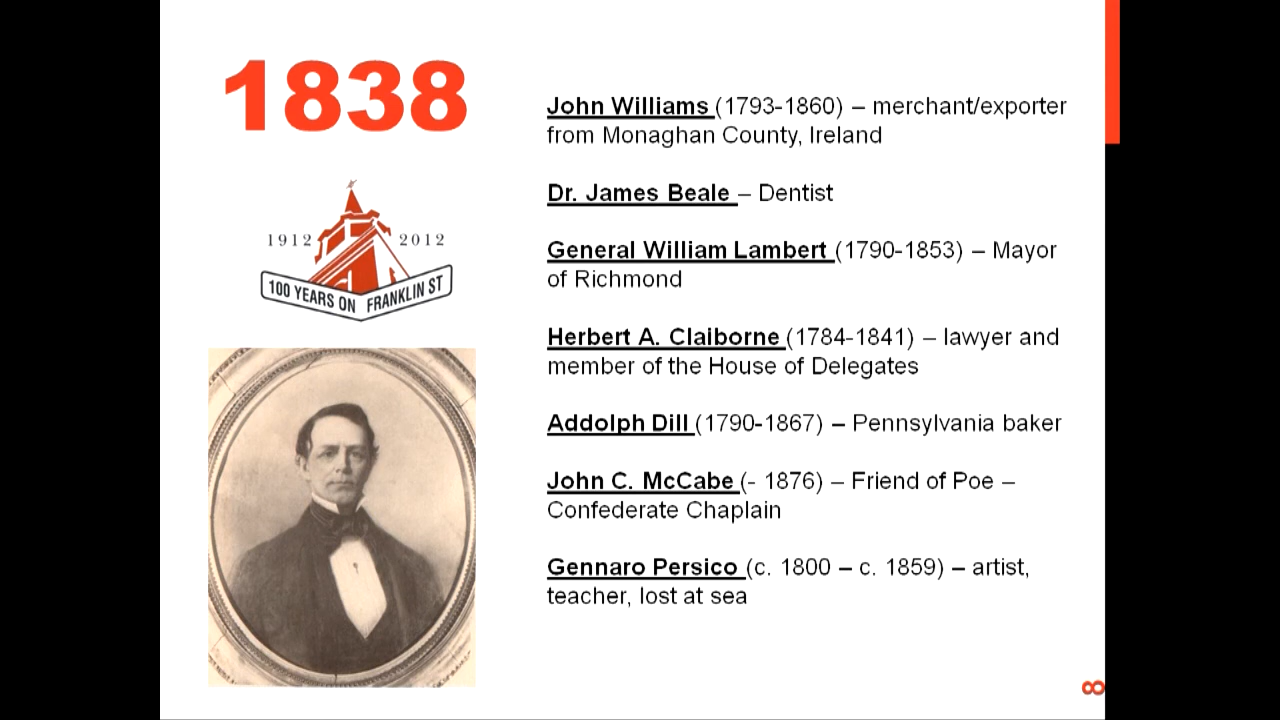 1838
1912 2012
100 YEARS ON FRANKLIN ST
John Williams (1793-1860) – merchant/exporter
from Monaghan County, Ireland
Dr. James Beale – Dentist
General William Lambert (1790-1853) – Mayor
of Richmond
Herbert A. Claiborne (1784-1841) – lawyer and
member of the House of Delegates
Addolph Dill (1790-1867) – Pennsylvania baker
John C. McCabe (- 1876) – Friend of Poe –
Confederate Chaplain
Gennaro Persico (c. 1800 – c. 1859) – artist,
teacher, lost at sea
8